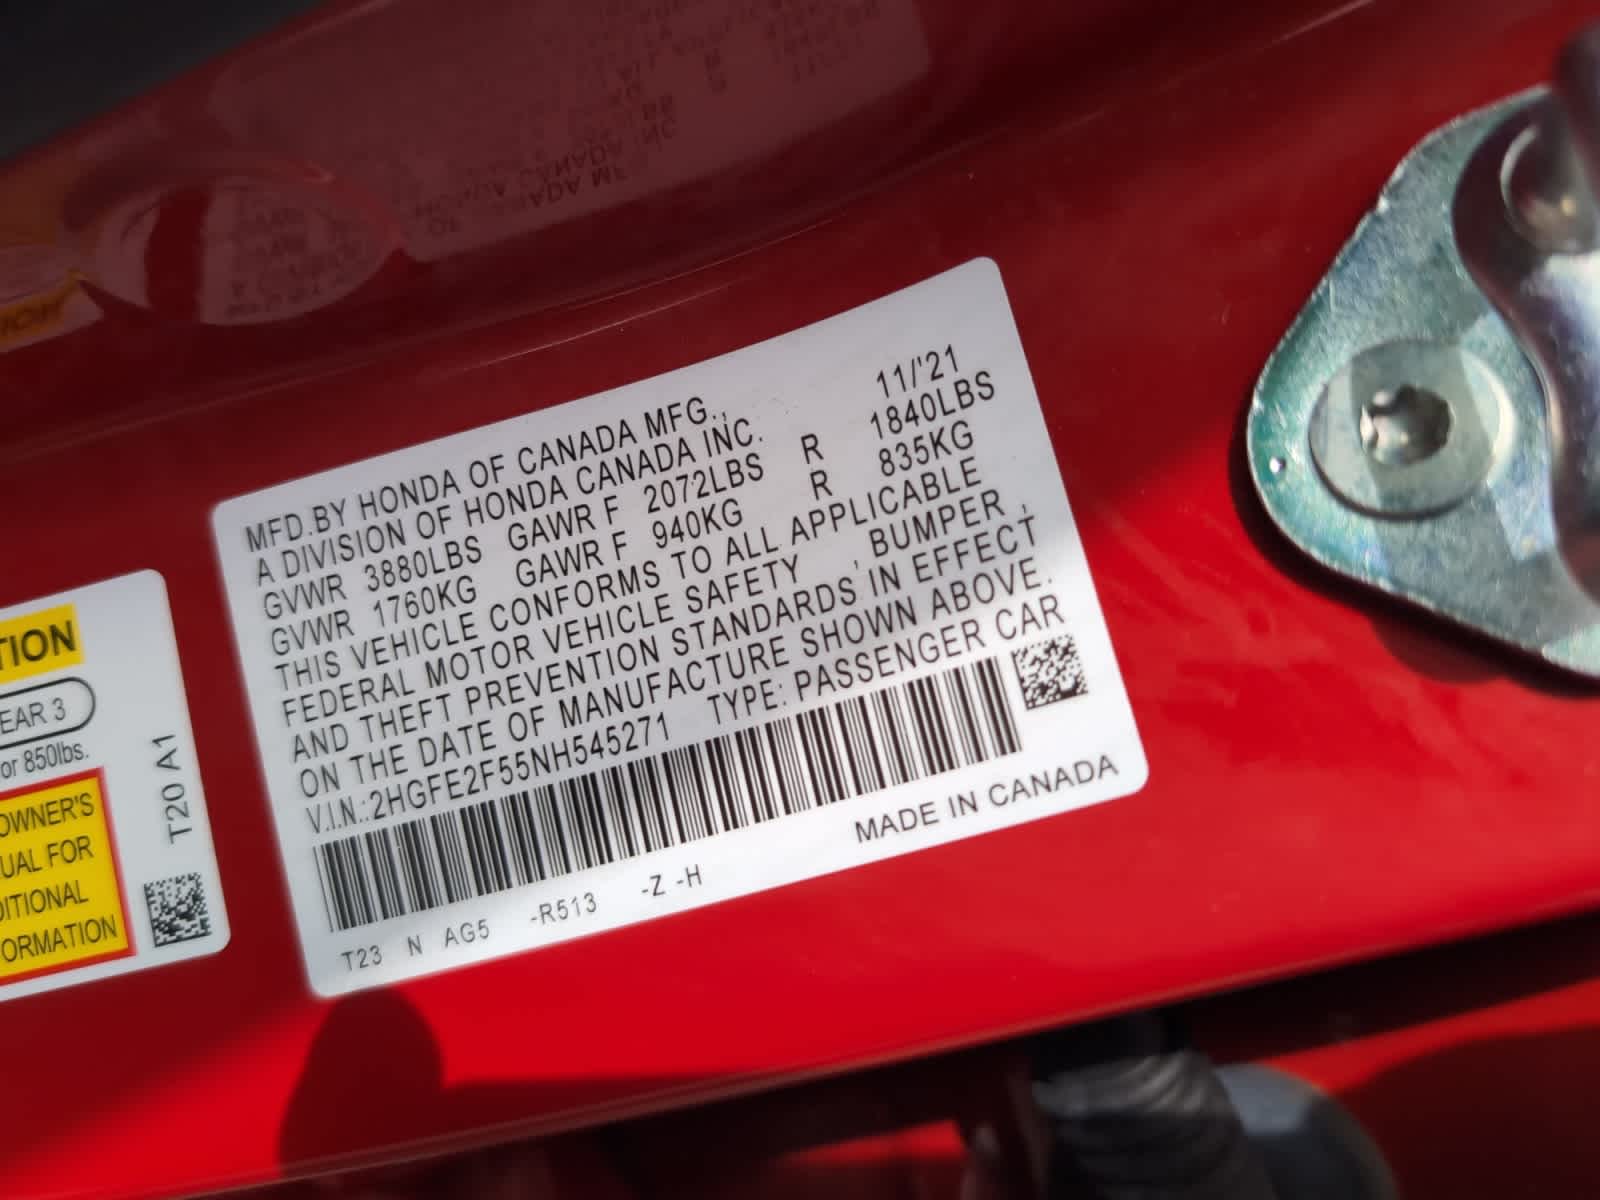 MFD.BY HONDA OF CANADA MFG., 11/'21
A DIVISION OF HONDA CANADA INC.
GVWR 3880LBS GAWR F 2072LBS R 1840LBS
GVWR 1760KG GAWR F 940KG R 835KG
THIS VEHICLE CONFORMS TO ALL APPLICABLE
FEDERAL MOTOR VEHICLE SAFETY , BUMPER ,
AND THEFT PREVENTION STANDARDS IN EFFECT
ON THE DATE OF MANUFACTURE SHOWN ABOVE.
V.I.N.:2HGFE2F55NH545271 TYPE: PASSENGER CAR
MADE IN CANADA
T23 N AG5 -R513 -Z -H
TION
EAR 3
or 850lbs.
OWNER'S
UAL FOR
DITIONAL
ORMATION
T20 A1